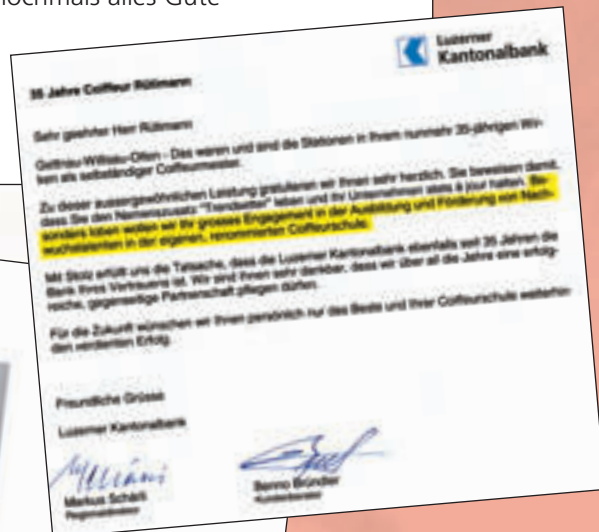 nochmals alles Gute
Luzerner
Kantonalbank
35 Jahre Coiffeur Rütimann
Sehr geehrter Herr Rütimann
Gettnau-Willisau-Olten - Das waren und sind die Stationen in Ihrem nunmehr 35-jährigen Wir-
ken als selbständiger Coiffeurmeister.
Zu dieser aussergewöhnlichen Leistung gratulieren wir Ihnen sehr herzlich. Sie beweisen damit,
dass Sie den Namenszusatz "Trendsetter" leben und Ihr Unternehmen stets à jour halten. Be-
sonders loben wollen wir Ihr grosses Engagement in der Ausbildung und Förderung von Nach-
wuchstalenten in der eigenen, renommierten Coiffeurschule.
Mit Stolz erfüllt uns die Tatsache, dass die Luzerner Kantonalbank ebenfalls seit 35 Jahren die
Bank Ihres Vertrauens ist. Wir sind Ihnen sehr dankbar, dass wir über all die Jahre eine erfolg-
reiche, gegenseitige Partnerschaft pflegen dürfen.
Für die Zukunft wünschen wir Ihnen persönlich nur das Beste und Ihrer Coiffeurschule weiterhin
den verdienten Erfolg.
Freundliche Grüsse
Luzerner Kantonalbank
Markus Schärli
Benno Bründler
Regionaldirektor
Kundenberater